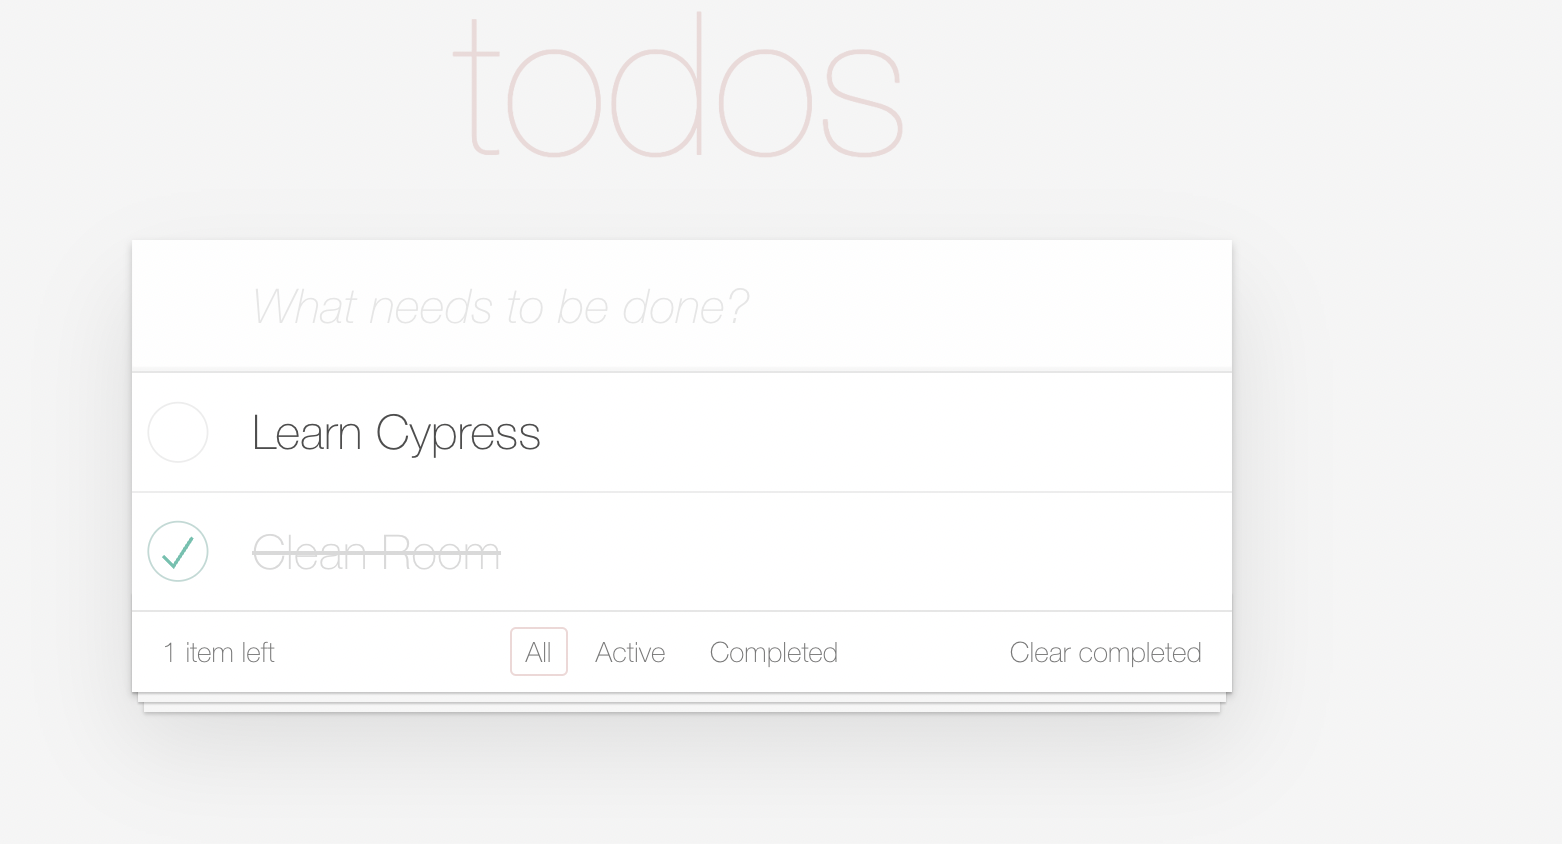 todos
What needs to be done?
Learn Cypress
Clean Room
1 item left All Active Completed Clear completed